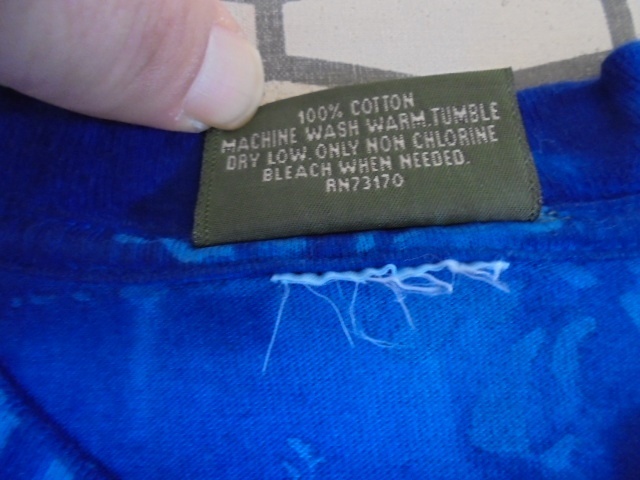 100% COTTON
MACHINE WASH WARM. TUMBLE
DRY LOW. ONLY NON CHLORINE
BLEACH WHEN NEEDED.
RN73170